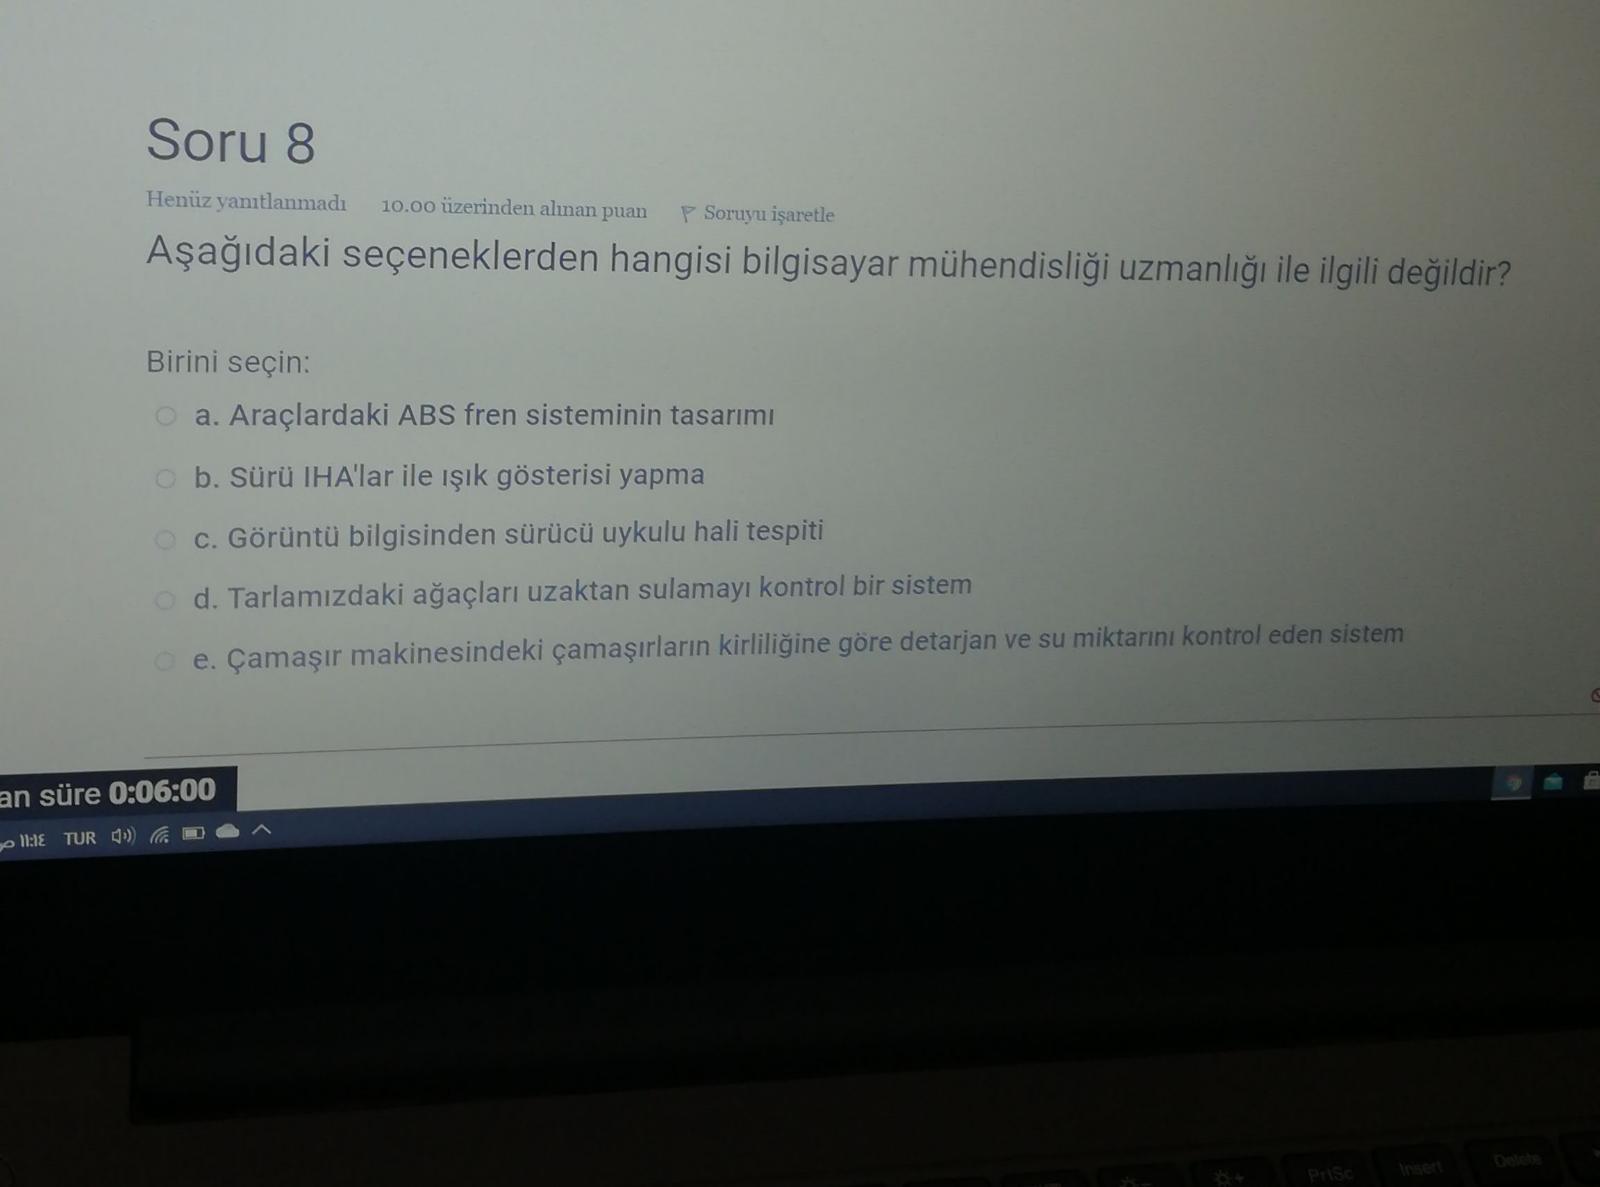 Soru 8
Henüz yanıtlanmadı 10.00 üzerinden alınan puan Soruyu işaretle
Aşağıdaki seçeneklerden hangisi bilgisayar mühendisliği uzmanlığı ile ilgili değildir?
Birini seçin:
a. Araçlardaki ABS fren sisteminin tasarımı
b. Sürü IHA'lar ile ışık gösterisi yapma
c. Görüntü bilgisinden sürücü uykulu hali tespiti
d. Tarlamızdaki ağaçları uzaktan sulamayı kontrol bir sistem
e. Çamaşır makinesindeki çamaşırların kirliliğine göre detarjan ve su miktarını kontrol eden sistem
an süre 0:06:00
ص ١١:١٤ TUR
PrtSc Insert Delete